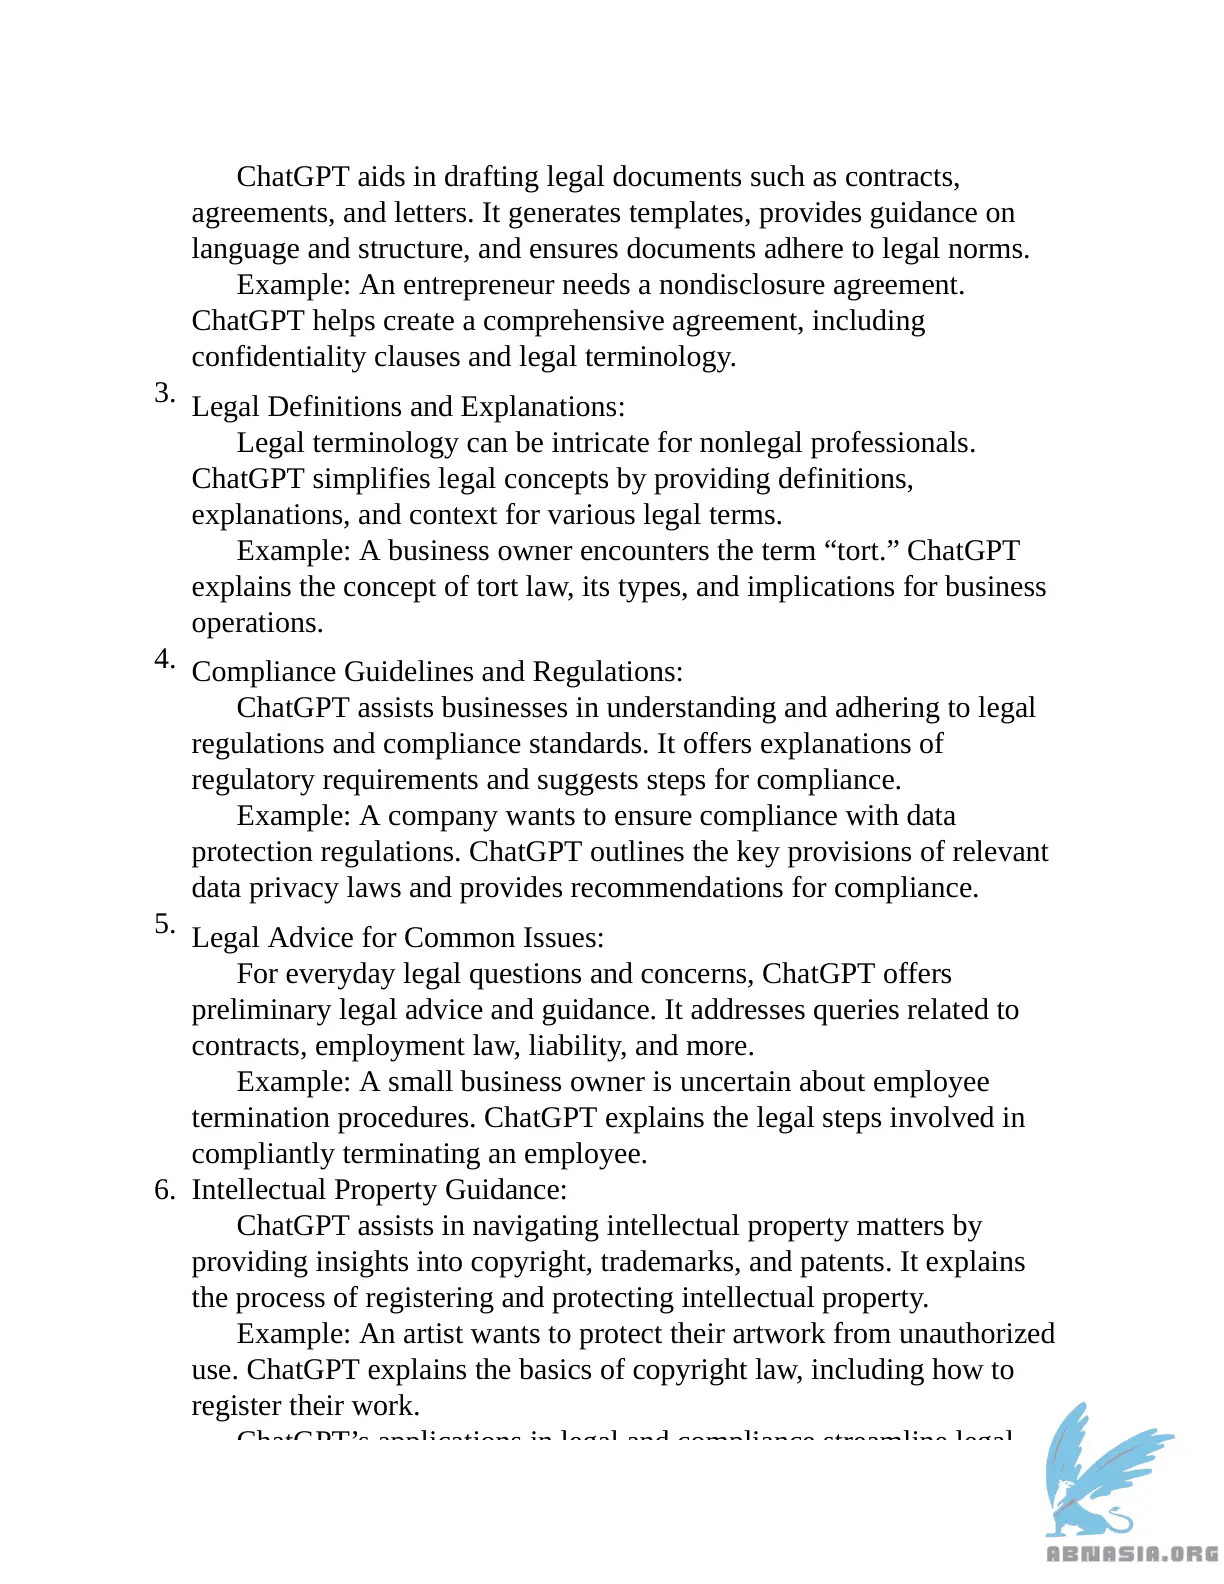 ChatGPT aids in drafting legal documents such as contracts,
agreements, and letters. It generates templates, provides guidance on
language and structure, and ensures documents adhere to legal norms.
Example: An entrepreneur needs a nondisclosure agreement.
ChatGPT helps create a comprehensive agreement, including
confidentiality clauses and legal terminology.
3. Legal Definitions and Explanations:
Legal terminology can be intricate for nonlegal professionals.
ChatGPT simplifies legal concepts by providing definitions,
explanations, and context for various legal terms.
Example: A business owner encounters the term “tort.” ChatGPT
explains the concept of tort law, its types, and implications for business
operations.
4. Compliance Guidelines and Regulations:
ChatGPT assists businesses in understanding and adhering to legal
regulations and compliance standards. It offers explanations of
regulatory requirements and suggests steps for compliance.
Example: A company wants to ensure compliance with data
protection regulations. ChatGPT outlines the key provisions of relevant
data privacy laws and provides recommendations for compliance.
5. Legal Advice for Common Issues:
For everyday legal questions and concerns, ChatGPT offers
preliminary legal advice and guidance. It addresses queries related to
contracts, employment law, liability, and more.
Example: A small business owner is uncertain about employee
termination procedures. ChatGPT explains the legal steps involved in
compliantly terminating an employee.
6. Intellectual Property Guidance:
ChatGPT assists in navigating intellectual property matters by
providing insights into copyright, trademarks, and patents. It explains
the process of registering and protecting intellectual property.
Example: An artist wants to protect their artwork from unauthorized
use. ChatGPT explains the basics of copyright law, including how to
register their work.
ChatGPT’s applications in legal and compliance streamline legal
ABNASIA.ORG